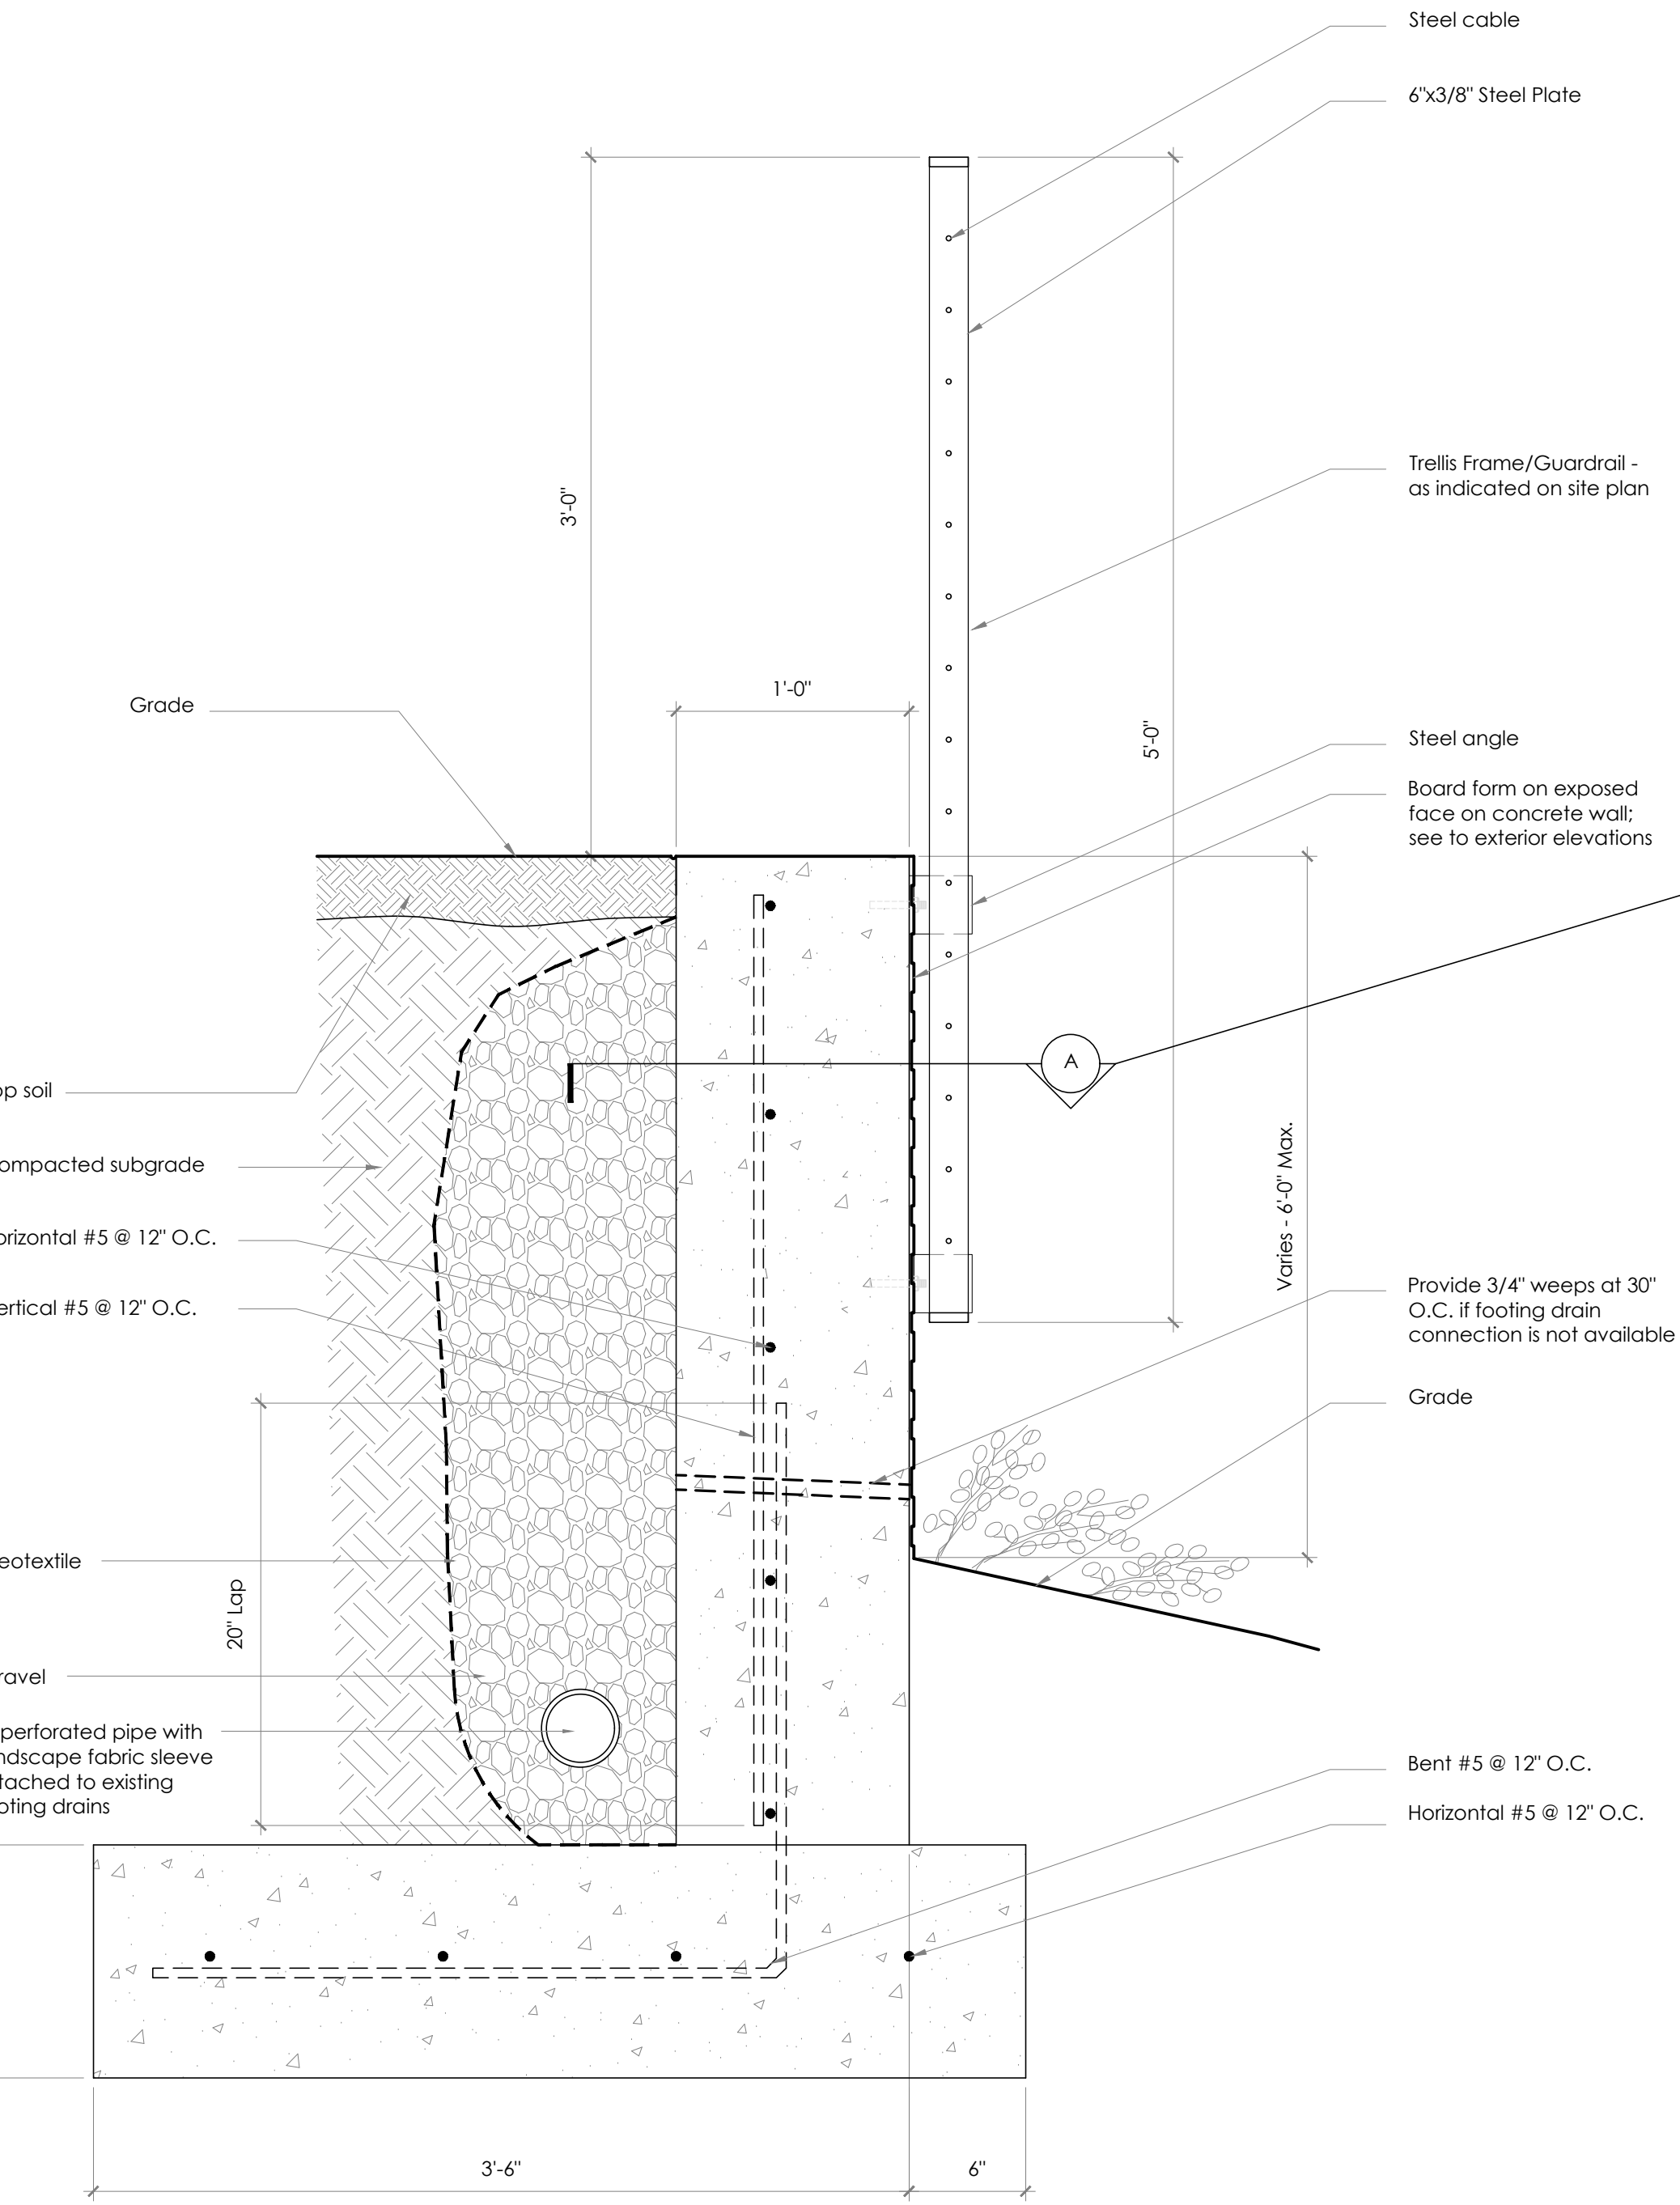 Steel cable
6"x3/8" Steel Plate
3'-0"
Trellis Frame/Guardrail -
as indicated on site plan
1'-0"
Grade
5'-0"
Steel angle
Board form on exposed
face on concrete wall;
see to exterior elevations
A
op soil
ompacted subgrade
Varies - 6'-0" Max.
orizontal #5 @ 12" O.C.
ertical #5 @ 12" O.C.
Provide 3/4" weeps at 30"
O.C. if footing drain
connection is not available
Grade
eotextile
20" Lap
ravel
perforated pipe with
ndscape fabric sleeve
tached to existing
oting drains
Bent #5 @ 12" O.C.
Horizontal #5 @ 12" O.C.
3'-6"
6"